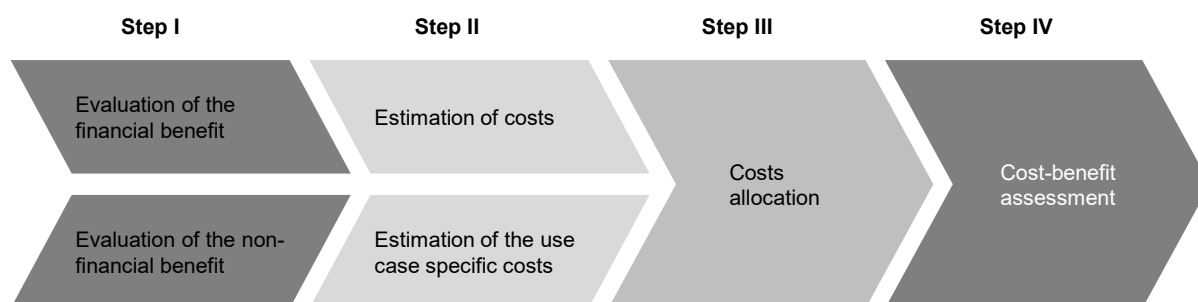 Step I
Step II
Step III
Step IV
Evaluation of the
financial benefit
Estimation of costs
Costs
allocation
Cost-benefit
assessment
Evaluation of the non-
financial benefit
Estimation of the use
case specific costs